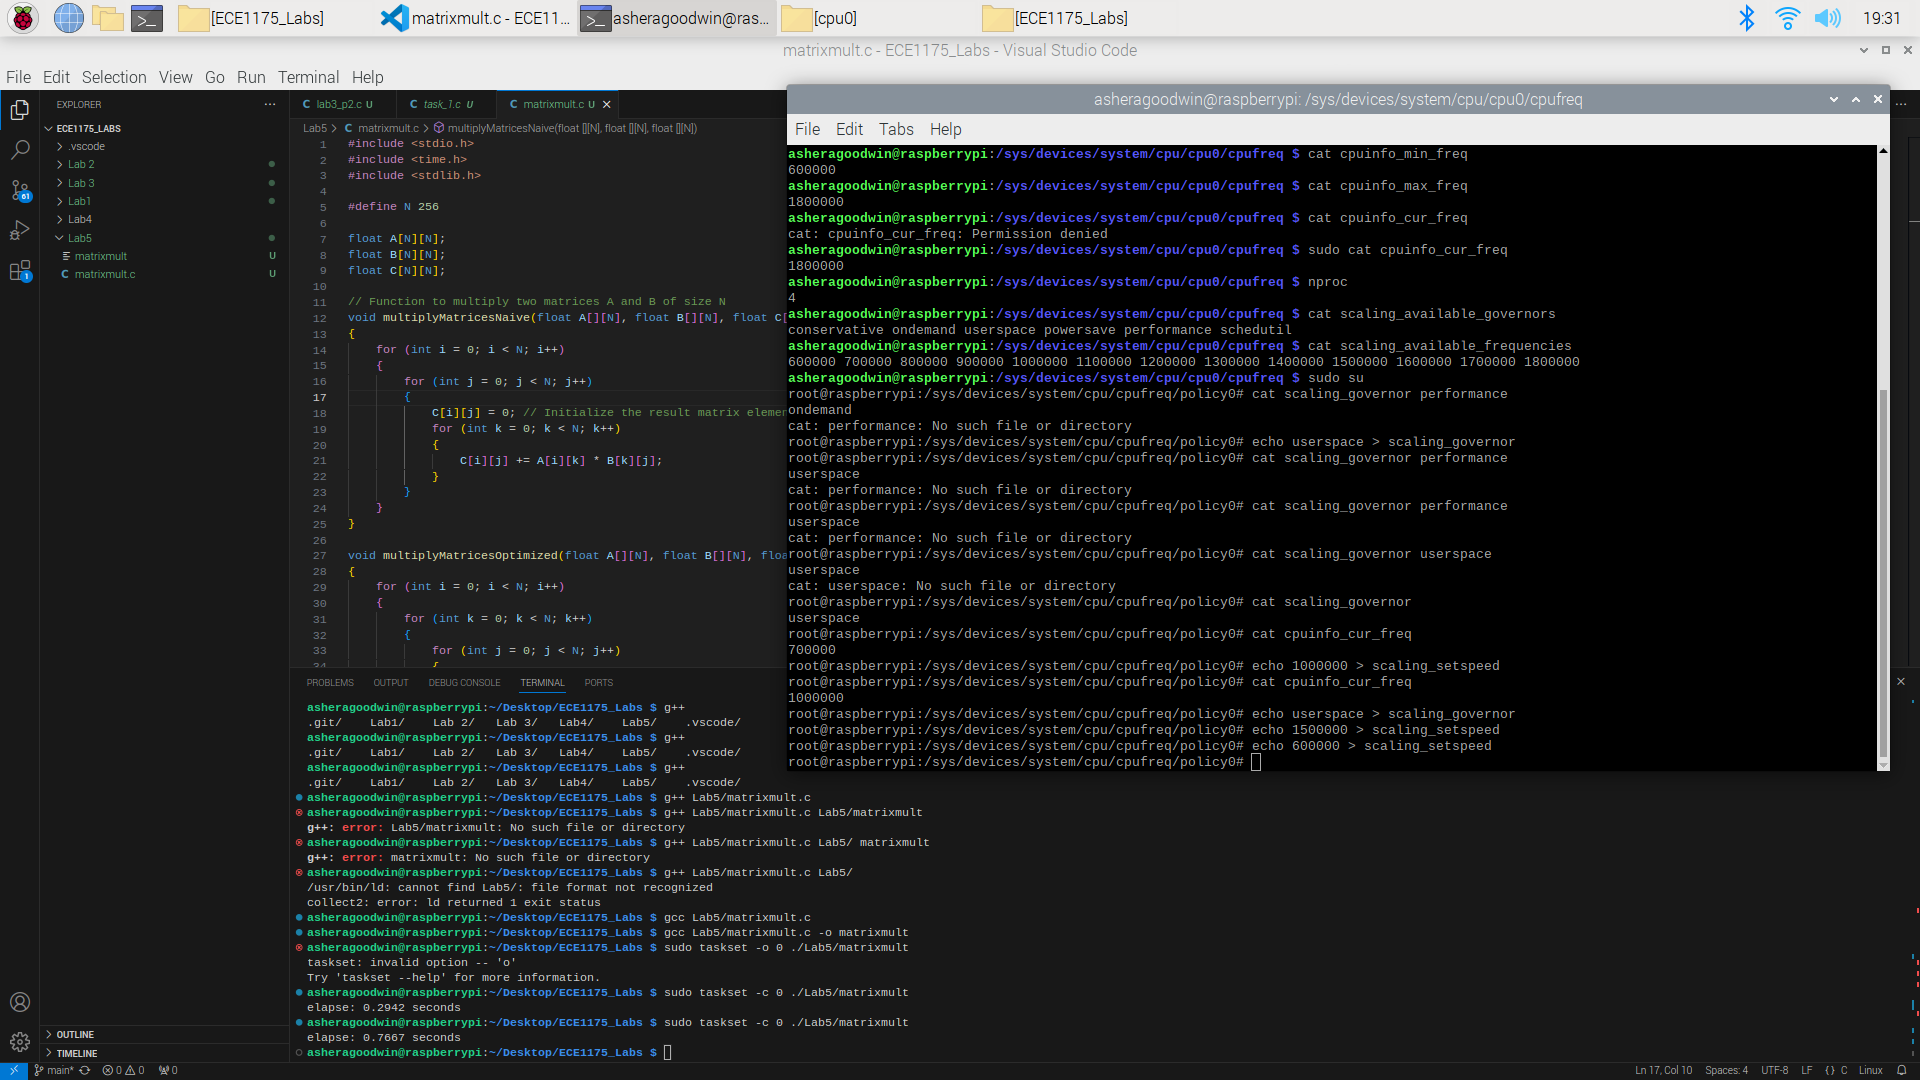 [ECE1175_Labs]
matrixmult.c - ECE11...
asheragoodwin@ras...
[cpu0]
[ECE1175_Labs]
19:31
matrixmult.c - ECE1175_Labs - Visual Studio Code
File Edit Selection View Go Run Terminal Help
EXPLORER
ECE1175_LABS
.vscode
Lab 2
Lab 3
Lab1
Lab4
Lab5
matrixmult U
C matrixmult.c U
OUTLINE
TIMELINE
61
1
C lab3_p2.c U
C task_1.c U
C matrixmult.c U
Lab5 > C matrixmult.c > multiplyMatricesNaive(float [][N], float [][N], float [][N])
1 #include <stdio.h>
2 #include <time.h>
3 #include <stdlib.h>
4
5 #define N 256
6
7 float A[N][N];
8 float B[N][N];
9 float C[N][N];
10
11 // Function to multiply two matrices A and B of size N
12 void multiplyMatricesNaive(float A[][N], float B[][N], float C[
13 {
14 for (int i = 0; i < N; i++)
15 {
16 for (int j = 0; j < N; j++)
17 {
18 C[i][j] = 0; // Initialize the result matrix elemen
19 for (int k = 0; k < N; k++)
20 {
21 C[i][j] += A[i][k] * B[k][j];
22 }
23 }
24 }
25 }
26
27 void multiplyMatricesOptimized(float A[][N], float B[][N], floa
28 {
29 for (int i = 0; i < N; i++)
30 {
31 for (int k = 0; k < N; k++)
32 {
33 for (int j = 0; j < N; j++)
34 {
asheragoodwin@raspberrypi: /sys/devices/system/cpu/cpu0/cpufreq
File Edit Tabs Help
asheragoodwin@raspberrypi:/sys/devices/system/cpu/cpu0/cpufreq $ cat cpuinfo_min_freq
600000
asheragoodwin@raspberrypi:/sys/devices/system/cpu/cpu0/cpufreq $ cat cpuinfo_max_freq
1800000
asheragoodwin@raspberrypi:/sys/devices/system/cpu/cpu0/cpufreq $ cat cpuinfo_cur_freq
cat: cpuinfo_cur_freq: Permission denied
asheragoodwin@raspberrypi:/sys/devices/system/cpu/cpu0/cpufreq $ sudo cat cpuinfo_cur_freq
1800000
asheragoodwin@raspberrypi:/sys/devices/system/cpu/cpu0/cpufreq $ nproc
4
asheragoodwin@raspberrypi:/sys/devices/system/cpu/cpu0/cpufreq $ cat scaling_available_governors
conservative ondemand userspace powersave performance schedutil
asheragoodwin@raspberrypi:/sys/devices/system/cpu/cpu0/cpufreq $ cat scaling_available_frequencies
600000 700000 800000 900000 1000000 1100000 1200000 1300000 1400000 1500000 1600000 1700000 1800000
asheragoodwin@raspberrypi:/sys/devices/system/cpu/cpu0/cpufreq $ sudo su
root@raspberrypi:/sys/devices/system/cpu/cpufreq/policy0# cat scaling_governor performance
ondemand
cat: performance: No such file or directory
root@raspberrypi:/sys/devices/system/cpu/cpufreq/policy0# echo userspace > scaling_governor
root@raspberrypi:/sys/devices/system/cpu/cpufreq/policy0# cat scaling_governor performance
userspace
cat: performance: No such file or directory
root@raspberrypi:/sys/devices/system/cpu/cpufreq/policy0# cat scaling_governor performance
userspace
cat: performance: No such file or directory
root@raspberrypi:/sys/devices/system/cpu/cpufreq/policy0# cat scaling_governor userspace
userspace
cat: userspace: No such file or directory
root@raspberrypi:/sys/devices/system/cpu/cpufreq/policy0# cat scaling_governor
userspace
root@raspberrypi:/sys/devices/system/cpu/cpufreq/policy0# cat cpuinfo_cur_freq
700000
root@raspberrypi:/sys/devices/system/cpu/cpufreq/policy0# echo 1000000 > scaling_setspeed
root@raspberrypi:/sys/devices/system/cpu/cpufreq/policy0# cat cpuinfo_cur_freq
1000000
root@raspberrypi:/sys/devices/system/cpu/cpufreq/policy0# echo userspace > scaling_governor
root@raspberrypi:/sys/devices/system/cpu/cpufreq/policy0# echo 1500000 > scaling_setspeed
root@raspberrypi:/sys/devices/system/cpu/cpufreq/policy0# echo 600000 > scaling_setspeed
root@raspberrypi:/sys/devices/system/cpu/cpufreq/policy0#
PROBLEMS OUTPUT DEBUG CONSOLE TERMINAL PORTS
asheragoodwin@raspberrypi:~/Desktop/ECE1175_Labs $ g++
.git/ Lab1/ Lab 2/ Lab 3/ Lab4/ Lab5/ .vscode/
asheragoodwin@raspberrypi:~/Desktop/ECE1175_Labs $ g++
.git/ Lab1/ Lab 2/ Lab 3/ Lab4/ Lab5/ .vscode/
asheragoodwin@raspberrypi:~/Desktop/ECE1175_Labs $ g++
.git/ Lab1/ Lab 2/ Lab 3/ Lab4/ Lab5/ .vscode/
asheragoodwin@raspberrypi:~/Desktop/ECE1175_Labs $ g++ Lab5/matrixmult.c
asheragoodwin@raspberrypi:~/Desktop/ECE1175_Labs $ g++ Lab5/matrixmult.c Lab5/matrixmult
g++: error: Lab5/matrixmult: No such file or directory
asheragoodwin@raspberrypi:~/Desktop/ECE1175_Labs $ g++ Lab5/matrixmult.c Lab5/ matrixmult
g++: error: matrixmult: No such file or directory
asheragoodwin@raspberrypi:~/Desktop/ECE1175_Labs $ g++ Lab5/matrixmult.c Lab5/
/usr/bin/ld: cannot find Lab5/: file format not recognized
collect2: error: ld returned 1 exit status
asheragoodwin@raspberrypi:~/Desktop/ECE1175_Labs $ gcc Lab5/matrixmult.c
asheragoodwin@raspberrypi:~/Desktop/ECE1175_Labs $ gcc Lab5/matrixmult.c -o matrixmult
asheragoodwin@raspberrypi:~/Desktop/ECE1175_Labs $ sudo taskset -o 0 ./Lab5/matrixmult
taskset: invalid option -- 'o'
Try 'taskset --help' for more information.
asheragoodwin@raspberrypi:~/Desktop/ECE1175_Labs $ sudo taskset -c 0 ./Lab5/matrixmult
elapse: 0.2942 seconds
asheragoodwin@raspberrypi:~/Desktop/ECE1175_Labs $ sudo taskset -c 0 ./Lab5/matrixmult
elapse: 0.7667 seconds
asheragoodwin@raspberrypi:~/Desktop/ECE1175_Labs $
main* 0 0 0
Ln 17, Col 10 Spaces: 4 UTF-8 LF {} C Linux